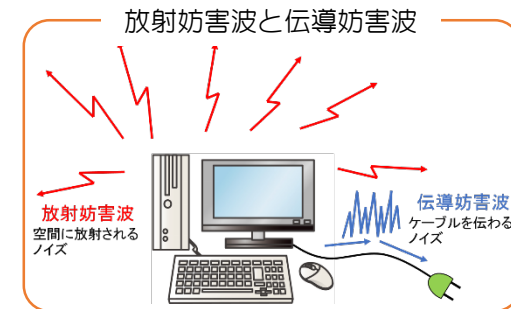 放射妨害波と伝導妨害波
放射妨害波
空間に放射される
ノイズ
伝導妨害波
ケーブルを伝わる
ノイズ